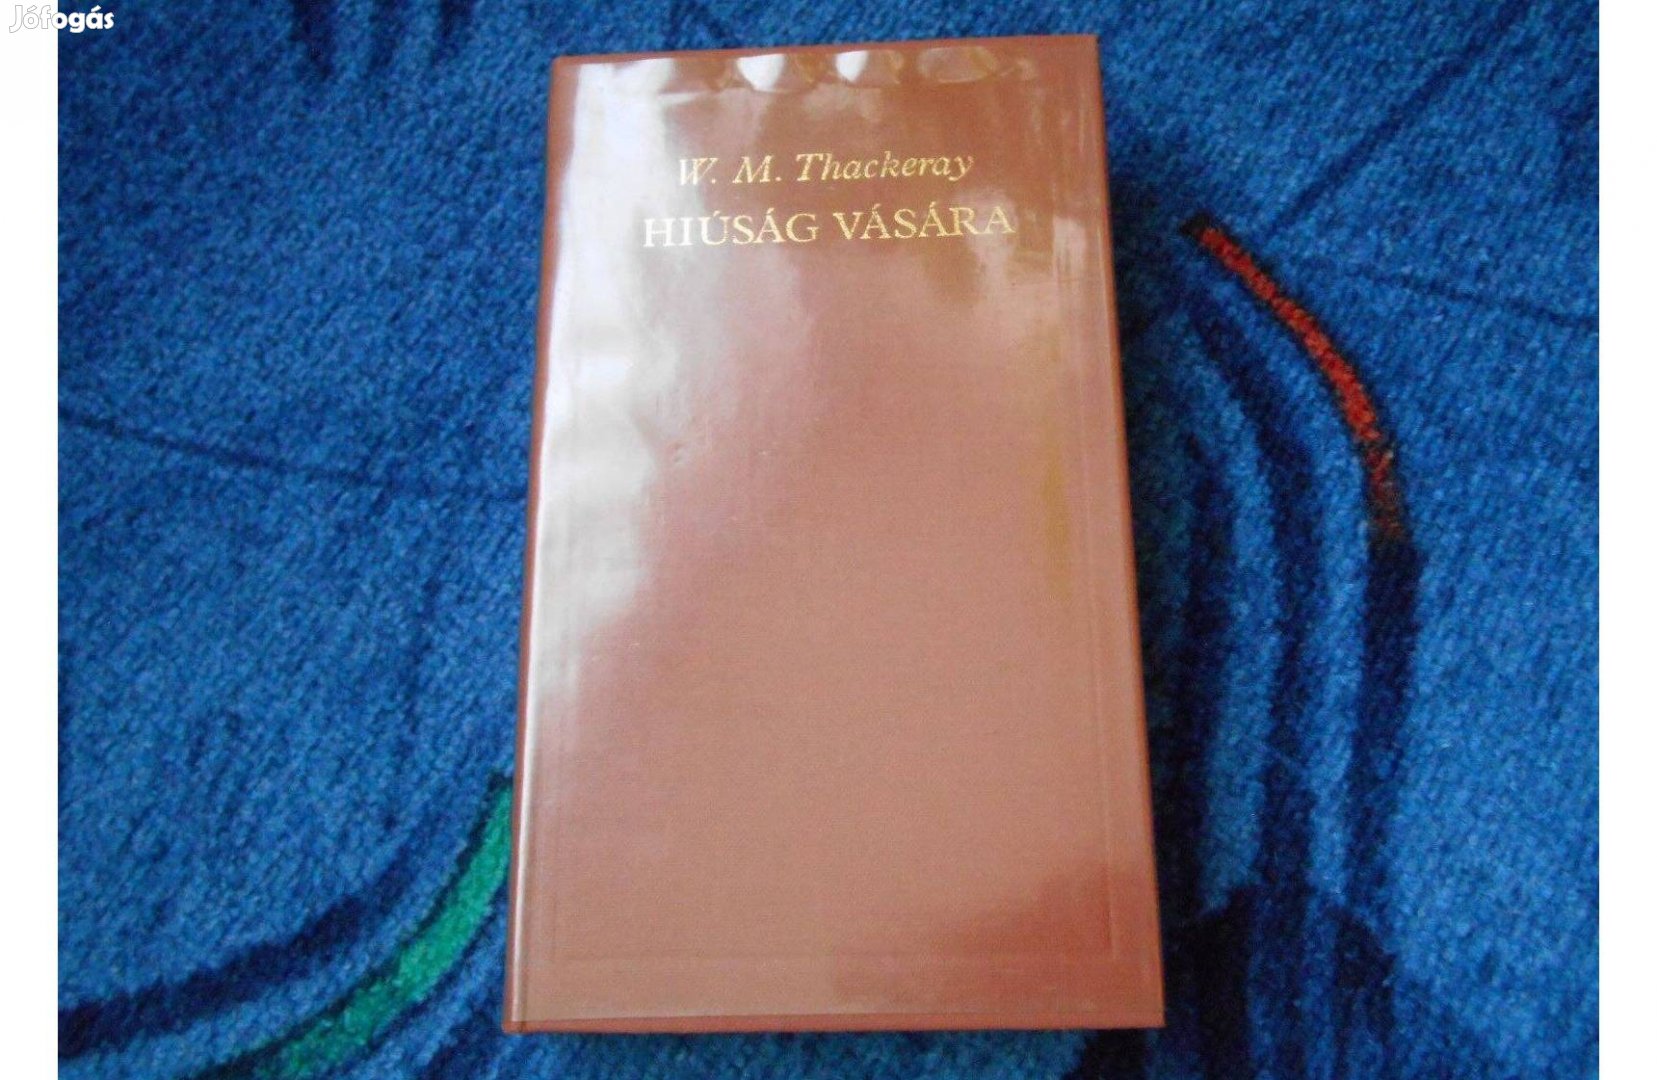 Jófogás
W. M. Thackeray
HIÚSÁG VÁSÁRA